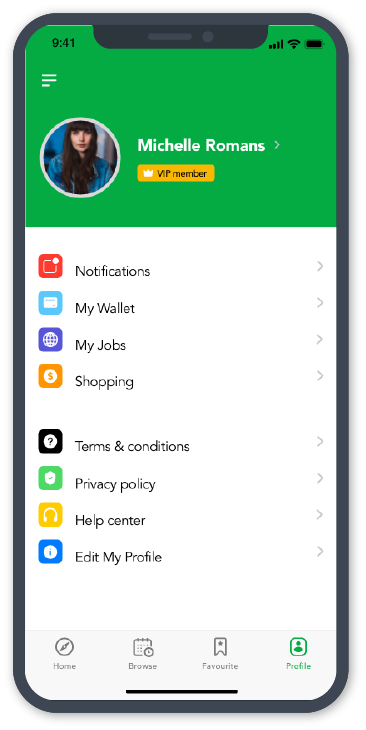 9:41
Michelle Romans
VIP member
Notifications
My Wallet
My Jobs
Shopping
Terms & conditions
Privacy policy
Help center
Edit My Profile
Home Browse Favourite Profile